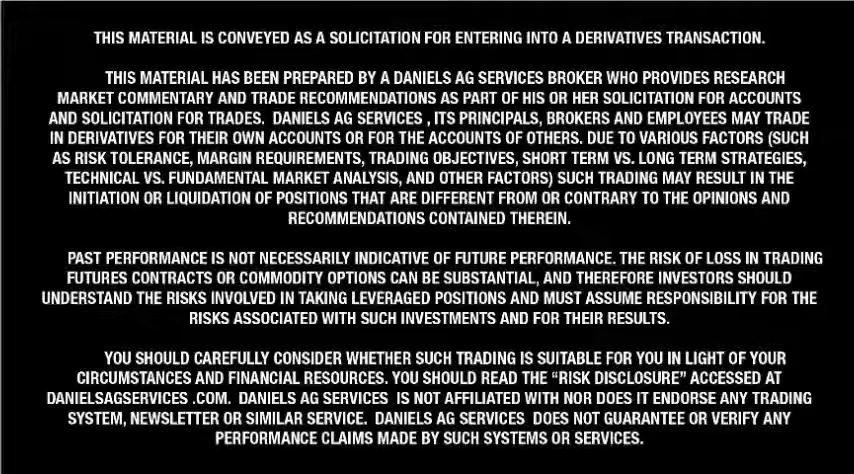 THIS MATERIAL IS CONVEYED AS A SOLICITATION FOR ENTERING INTO A DERIVATIVES TRANSACTION.
THIS MATERIAL HAS BEEN PREPARED BY A DANIELS AG SERVICES BROKER WHO PROVIDES RESEARCH
MARKET COMMENTARY AND TRADE RECOMMENDATIONS AS PART OF HIS OR HER SOLICITATION FOR ACCOUNTS
AND SOLICITATION FOR TRADES. DANIELS AG SERVICES , ITS PRINCIPALS, BROKERS AND EMPLOYEES MAY TRADE
IN DERIVATIVES FOR THEIR OWN ACCOUNTS OR FOR THE ACCOUNTS OF OTHERS. DUE TO VARIOUS FACTORS (SUCH
AS RISK TOLERANCE, MARGIN REQUIREMENTS, TRADING OBJECTIVES, SHORT TERM VS. LONG TERM STRATEGIES,
TECHNICAL VS. FUNDAMENTAL MARKET ANALYSIS, AND OTHER FACTORS) SUCH TRADING MAY RESULT IN THE
INITIATION OR LIQUIDATION OF POSITIONS THAT ARE DIFFERENT FROM OR CONTRARY TO THE OPINIONS AND
RECOMMENDATIONS CONTAINED THEREIN.
PAST PERFORMANCE IS NOT NECESSARILY INDICATIVE OF FUTURE PERFORMANCE. THE RISK OF LOSS IN TRADING
FUTURES CONTRACTS OR COMMODITY OPTIONS CAN BE SUBSTANTIAL, AND THEREFORE INVESTORS SHOULD
UNDERSTAND THE RISKS INVOLVED IN TAKING LEVERAGED POSITIONS AND MUST ASSUME RESPONSIBILITY FOR THE
RISKS ASSOCIATED WITH SUCH INVESTMENTS AND FOR THEIR RESULTS.
YOU SHOULD CAREFULLY CONSIDER WHETHER SUCH TRADING IS SUITABLE FOR YOU IN LIGHT OF YOUR
CIRCUMSTANCES AND FINANCIAL RESOURCES. YOU SHOULD READ THE “RISK DISCLOSURE” ACCESSED AT
DANIELSAGSERVICES .COM. DANIELS AG SERVICES IS NOT AFFILIATED WITH NOR DOES IT ENDORSE ANY TRADING
SYSTEM, NEWSLETTER OR SIMILAR SERVICE. DANIELS AG SERVICES DOES NOT GUARANTEE OR VERIFY ANY
PERFORMANCE CLAIMS MADE BY SUCH SYSTEMS OR SERVICES.